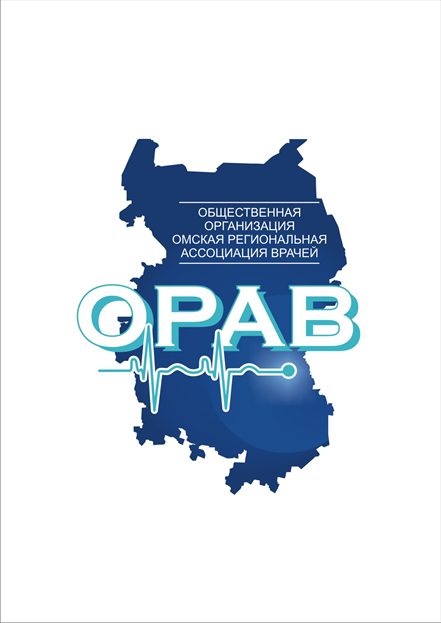 ОБЩЕСТВЕННАЯ
ОРГАНИЗАЦИЯ
ОМСКАЯ РЕГИОНАЛЬНАЯ
АССОЦИАЦИЯ ВРАЧЕЙ
ОРАВ